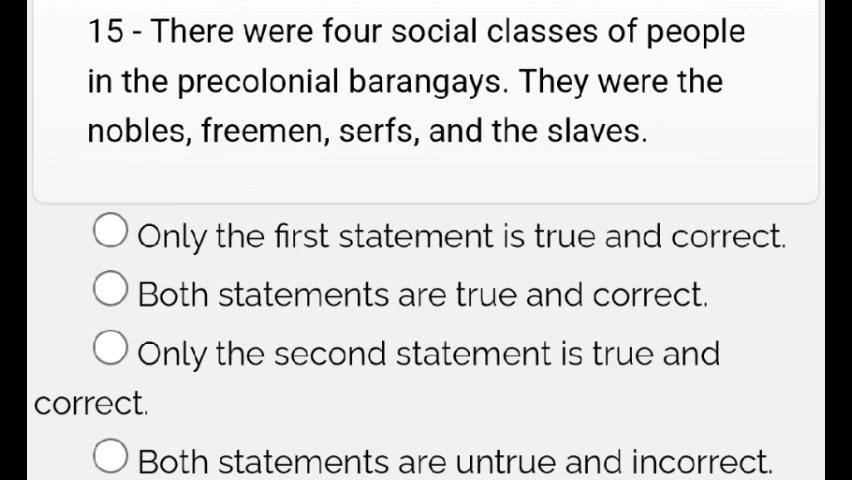 15 - There were four social classes of people
in the precolonial barangays. They were the
nobles, freemen, serfs, and the slaves.
Only the first statement is true and correct.
Both statements are true and correct.
Only the second statement is true and
correct.
Both statements are untrue and incorrect.